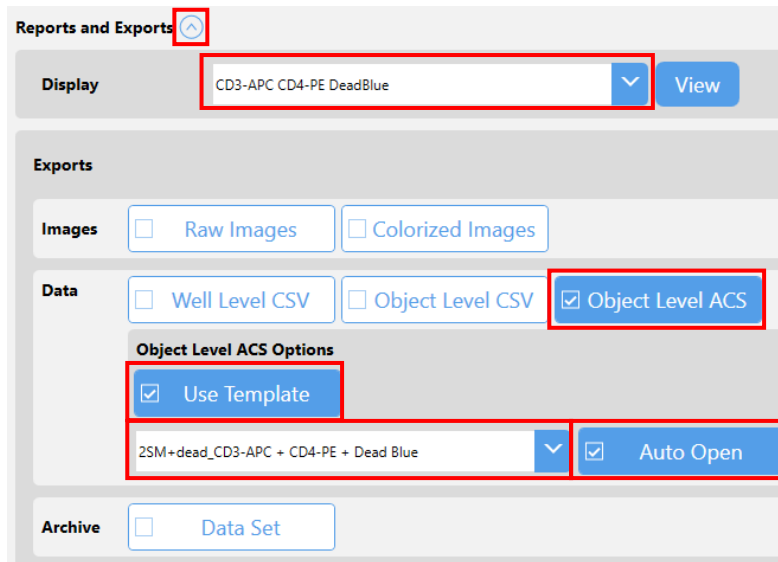 Reports and Exports
Display CD3-APC CD4-PE DeadBlue View
Exports
Images Raw Images Colorized Images
Data Well Level CSV Object Level CSV Object Level ACS
Object Level ACS Options
Use Template
2SM+dead_CD3-APC + CD4-PE + Dead Blue Auto Open
Archive Data Set